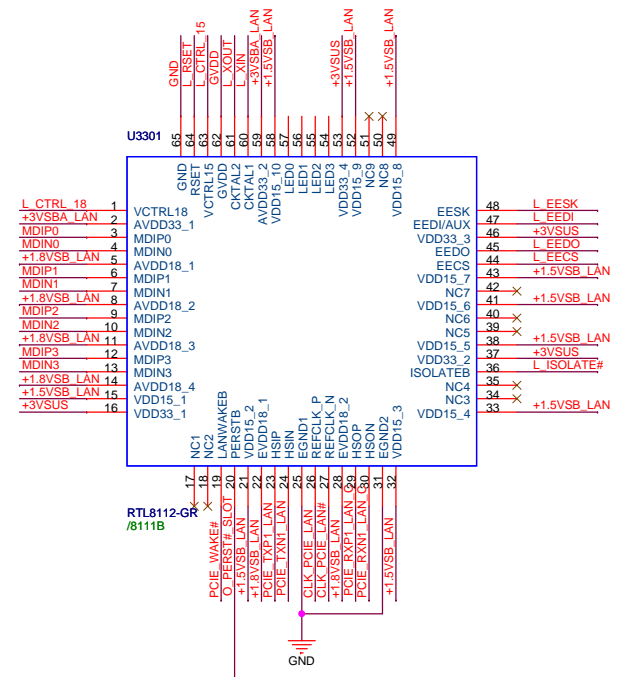 GND
L_RSET
L_CTRL_15
GVDD
L_XOUT
L_XIN
+3VSBA_LAN
+1.5VSB_LAN
+3VSUS
+1.5VSB_LAN
+1.5VSB_LAN
U3301
65
64
63
62
61
60
59
58
57
56
55
54
53
52
51
50
49
GND
RSET
VCTRL15
GVDD
CKTAL2
CKTAL1
AVDD33_2
VDD15_10
LED0
LED1
LED2
LED3
VDD33_4
VDD15_9
NC9
NC8
VDD15_8
L_CTRL_18 1 VCTRL18
+3VSBA_LAN 2 AVDD33_1
MDIP0 3 MDIP0
MDIN0 4 MDIN0
+1.8VSB_LAN 5 AVDD18_1
MDIP1 6 MDIP1
MDIN1 7 MDIN1
+1.8VSB_LAN 8 AVDD18_2
MDIP2 9 MDIP2
MDIN2 10 MDIN2
+1.8VSB_LAN 11 AVDD18_3
MDIP3 12 MDIP3
MDIN3 13 MDIN3
+1.8VSB_LAN 14 AVDD18_4
+1.5VSB_LAN 15 VDD15_1
+3VSUS 16 VDD33_1
EESK 48 L_EESK
EEDI/AUX 47 L_EEDI
VDD33_3 46 +3VSUS
EEDO 45 L_EEDO
EECS 44 L_EECS
VDD15_7 43 +1.5VSB_LAN
NC7 42
VDD15_6 41 +1.5VSB_LAN
NC6 40
NC5 39
VDD15_5 38 +1.5VSB_LAN
VDD33_2 37 +3VSUS
ISOLATEB 36 L_ISOLATE#
NC4 35
NC3 34
VDD15_4 33 +1.5VSB_LAN
NC1
NC2
LANWAKEB
PERSTB
VDD15_2
EVDD18_1
HSIP
HSIN
EGND1
REFCLK_P
REFCLK_N
EVDD18_2
HSOP
HSON
EGND2
VDD15_3
17
18
19
20
21
22
23
24
25
26
27
28
29
30
31
32
RTL8112-GR
/8111B
PCIE_WAKE#
O_PERST#_SLOT
+1.5VSB_LAN
+1.8VSB_LAN
PCIE_TXP1_LAN
PCIE_TXN1_LAN
CLK_PCIE_LAN
CLK_PCIE_LAN#
+1.8VSB_LAN
PCIE_RXP1_LAN_C
PCIE_RXN1_LAN_C
+1.5VSB_LAN
GND